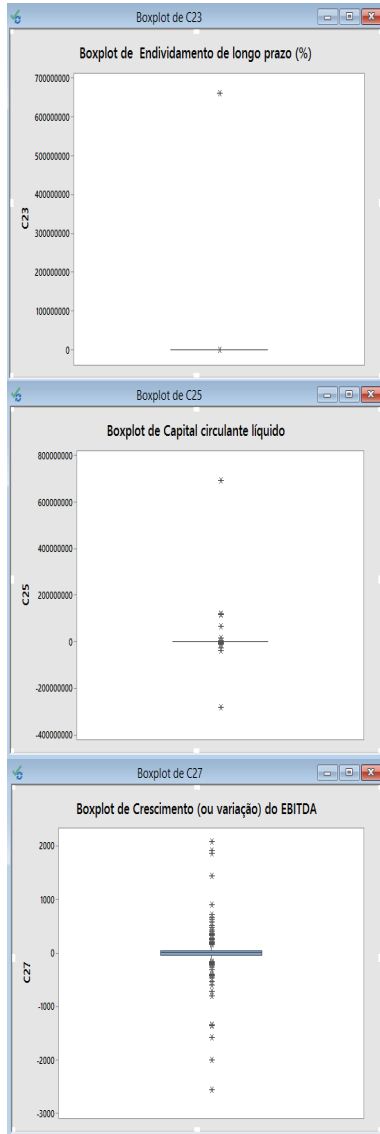 Boxplot de C23
Boxplot de Endividamento de longo prazo (%)
700000000
600000000
500000000
400000000
300000000
200000000
100000000
0
C23
Boxplot de C25
Boxplot de Capital circulante líquido
800000000
600000000
400000000
200000000
0
-200000000
-400000000
C25
Boxplot de C27
Boxplot de Crescimento (ou variação) do EBITDA
2000
1000
0
-1000
-2000
-3000
C27